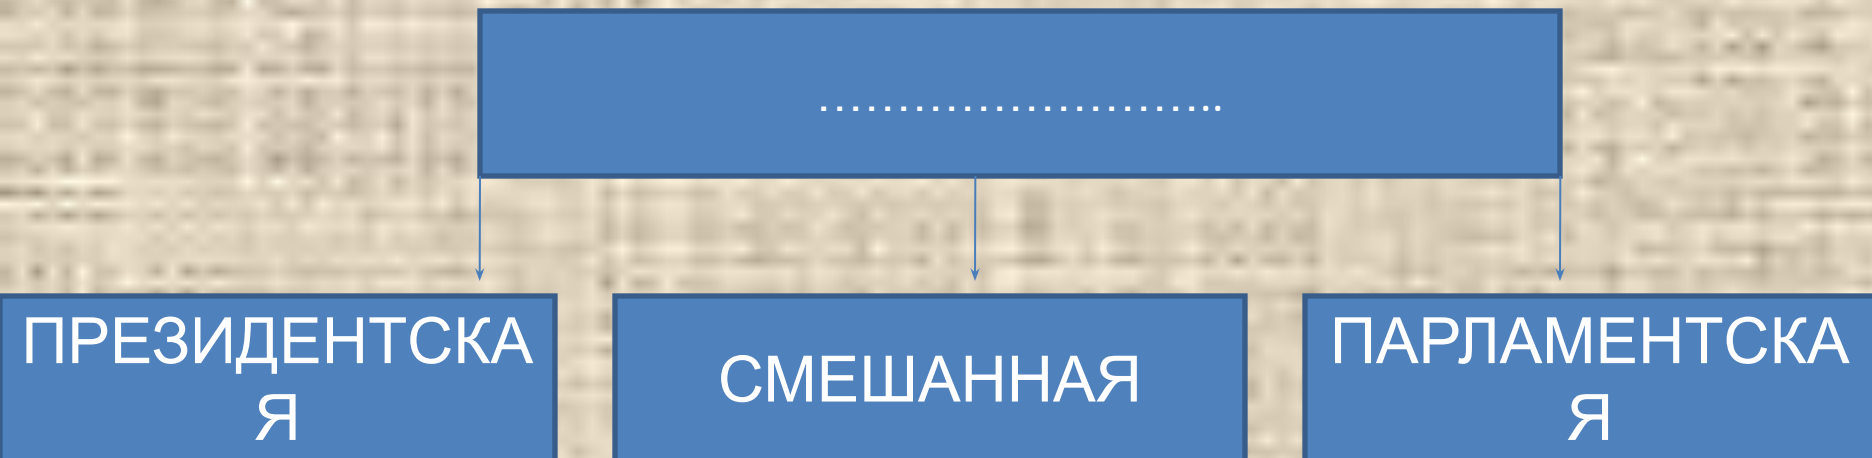 ………………………..
ПРЕЗИДЕНТСКА
Я
СМЕШАННАЯ
ПАРЛАМЕНТСКА
Я